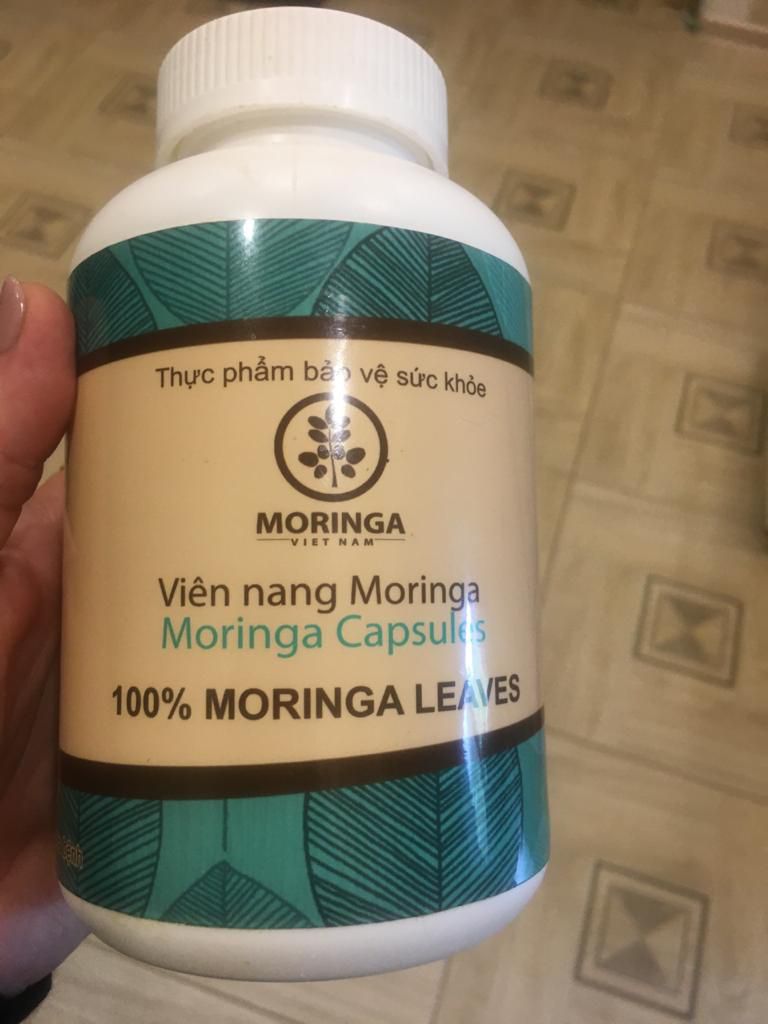 Thực phẩm bảo vệ sức khỏe
MORINGA
VIET NAM
Viên nang Moringa
Moringa Capsules
100% MORINGA LEAVES